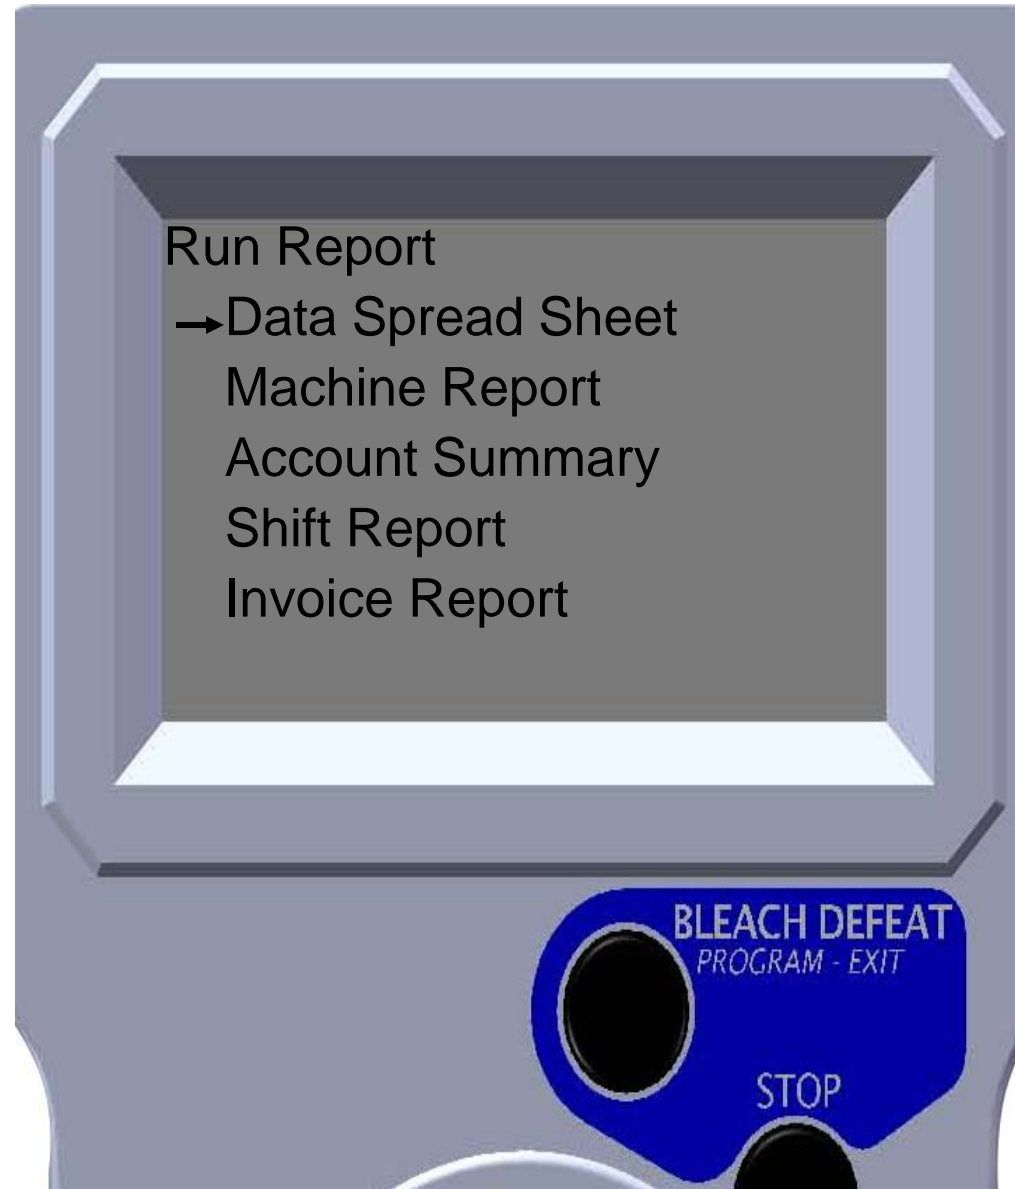 Run Report
→Data Spread Sheet
Machine Report
Account Summary
Shift Report
Invoice Report
BLEACH DEFEAT
PROGRAM - EXIT
STOP